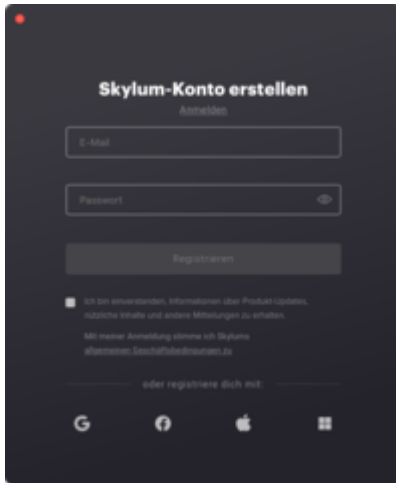 Skylum-Konto erstellen
Anmelden
E-Mail
Passwort
Registrieren
Ich bin einverstanden, Informationen über Produkt-Updates,
nützliche Inhalte und andere Mitteilungen zu erhalten.
Mit meiner Anmeldung stimme ich Skylums
allgemeinen Geschäftsbedingungen zu
oder registriere dich mit: